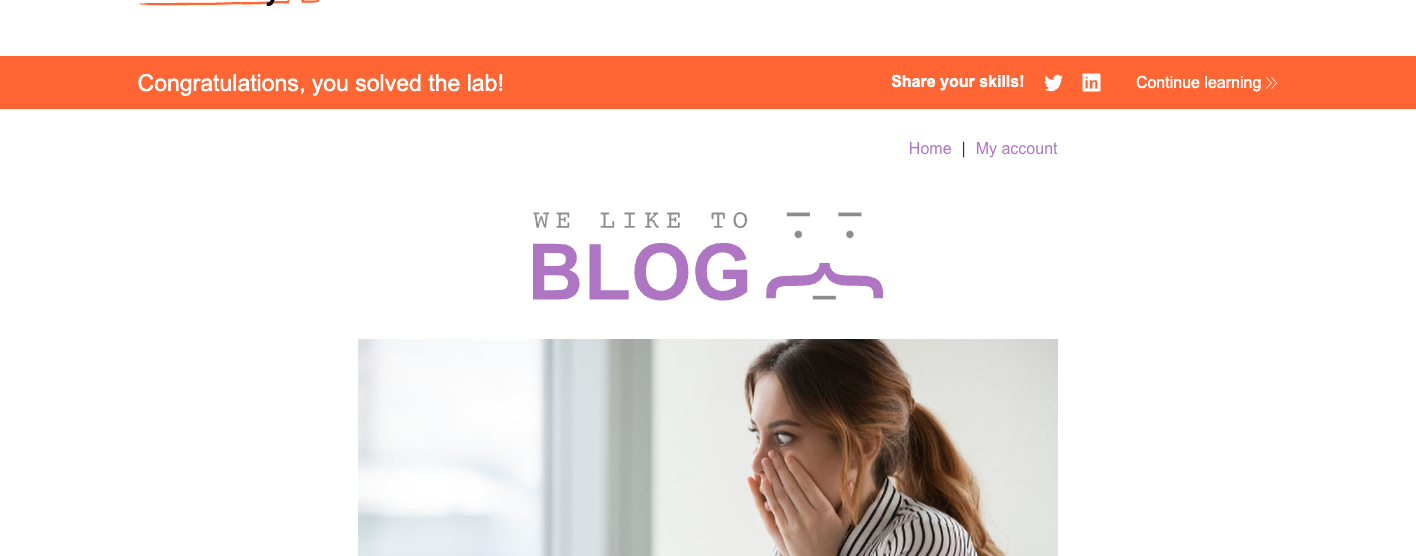 Congratulations, you solved the lab!
Share your skills!
Continue learning
Home | My account
WE LIKE TO
BLOG